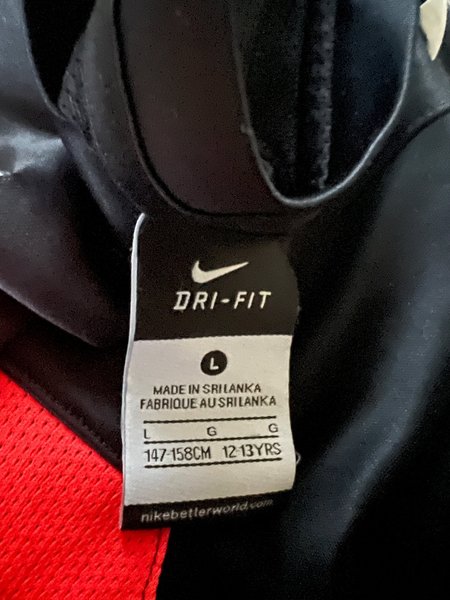 DRI-FIT
L
MADE IN SRI LANKA
FABRIQUE AU SRI LANKA
L G G
147-158CM 12-13YRS
nikebetterworld.com